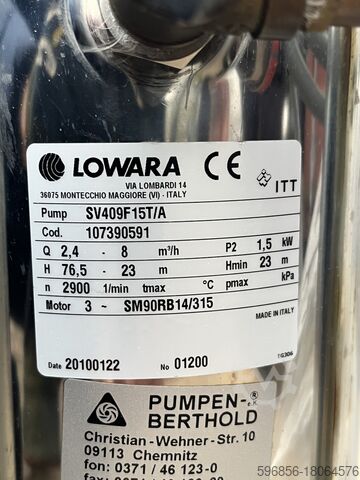 LOWARA CE ITT
VIA LOMBARDI 14
36075 MONTECCHIO MAGGIORE (VI) - ITALY
Pump SV409F15T/A
Cod. 107390591
Q 2,4 - 8 m³/h P2 1,5 kW
H 76,5 - 23 m Hmin 23 m
n 2900 1/min tmax °C pmax kPa
Motor 3 ~ SM90RB14/315
MADE IN ITALY
Date 20100122 No 01200
TG306
PUMPEN-
BERTHOLD e.K.
Christian-Wehner-Str. 10
09113 Chemnitz
fon: 0371 / 46 123-0
596856-18064576